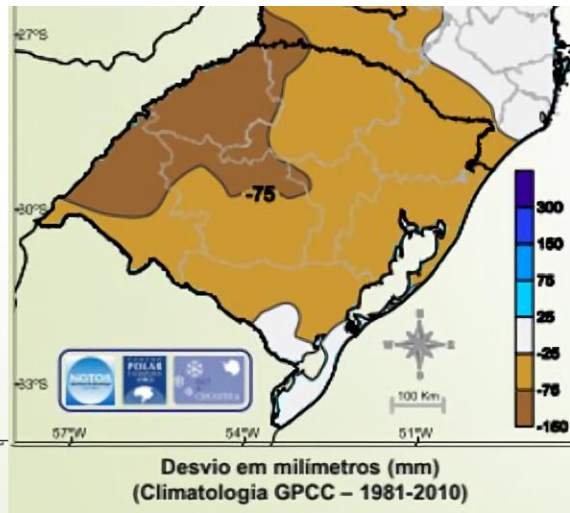 27°S
-75
30°S
300
150
75
25
-25
-75
-150
NOTOS
POLAR
33°S
100 Km
57°W
54°W
51°W
Desvio em milímetros (mm)
(Climatologia GPCC – 1981-2010)